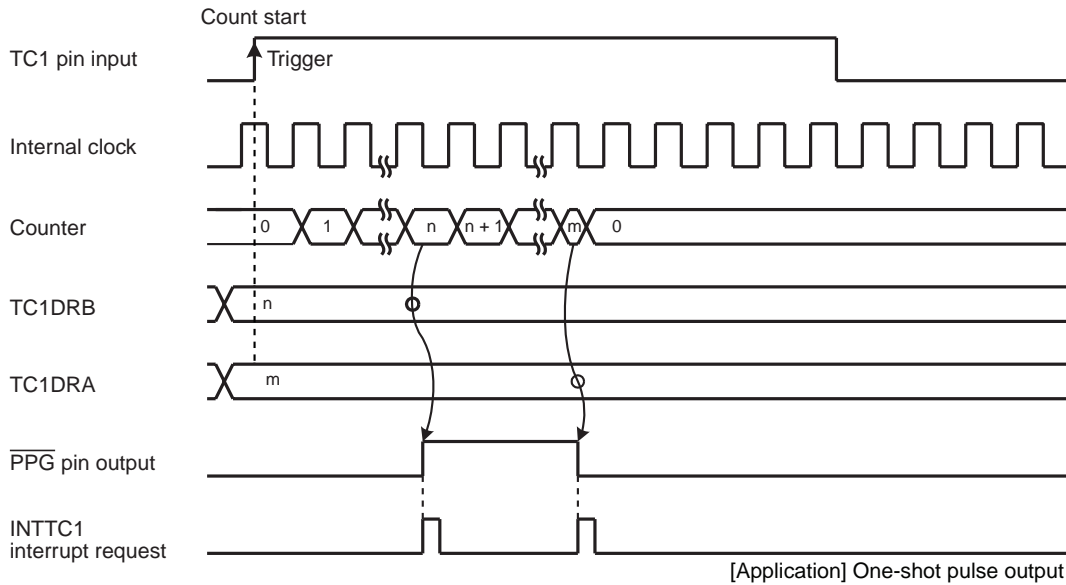 Count start
TC1 pin input
Trigger
Internal clock
Counter
0 1 n n + 1 m 0
TC1DRB
n
TC1DRA
m
PPG pin output
INTTC1
interrupt request
[Application] One-shot pulse output